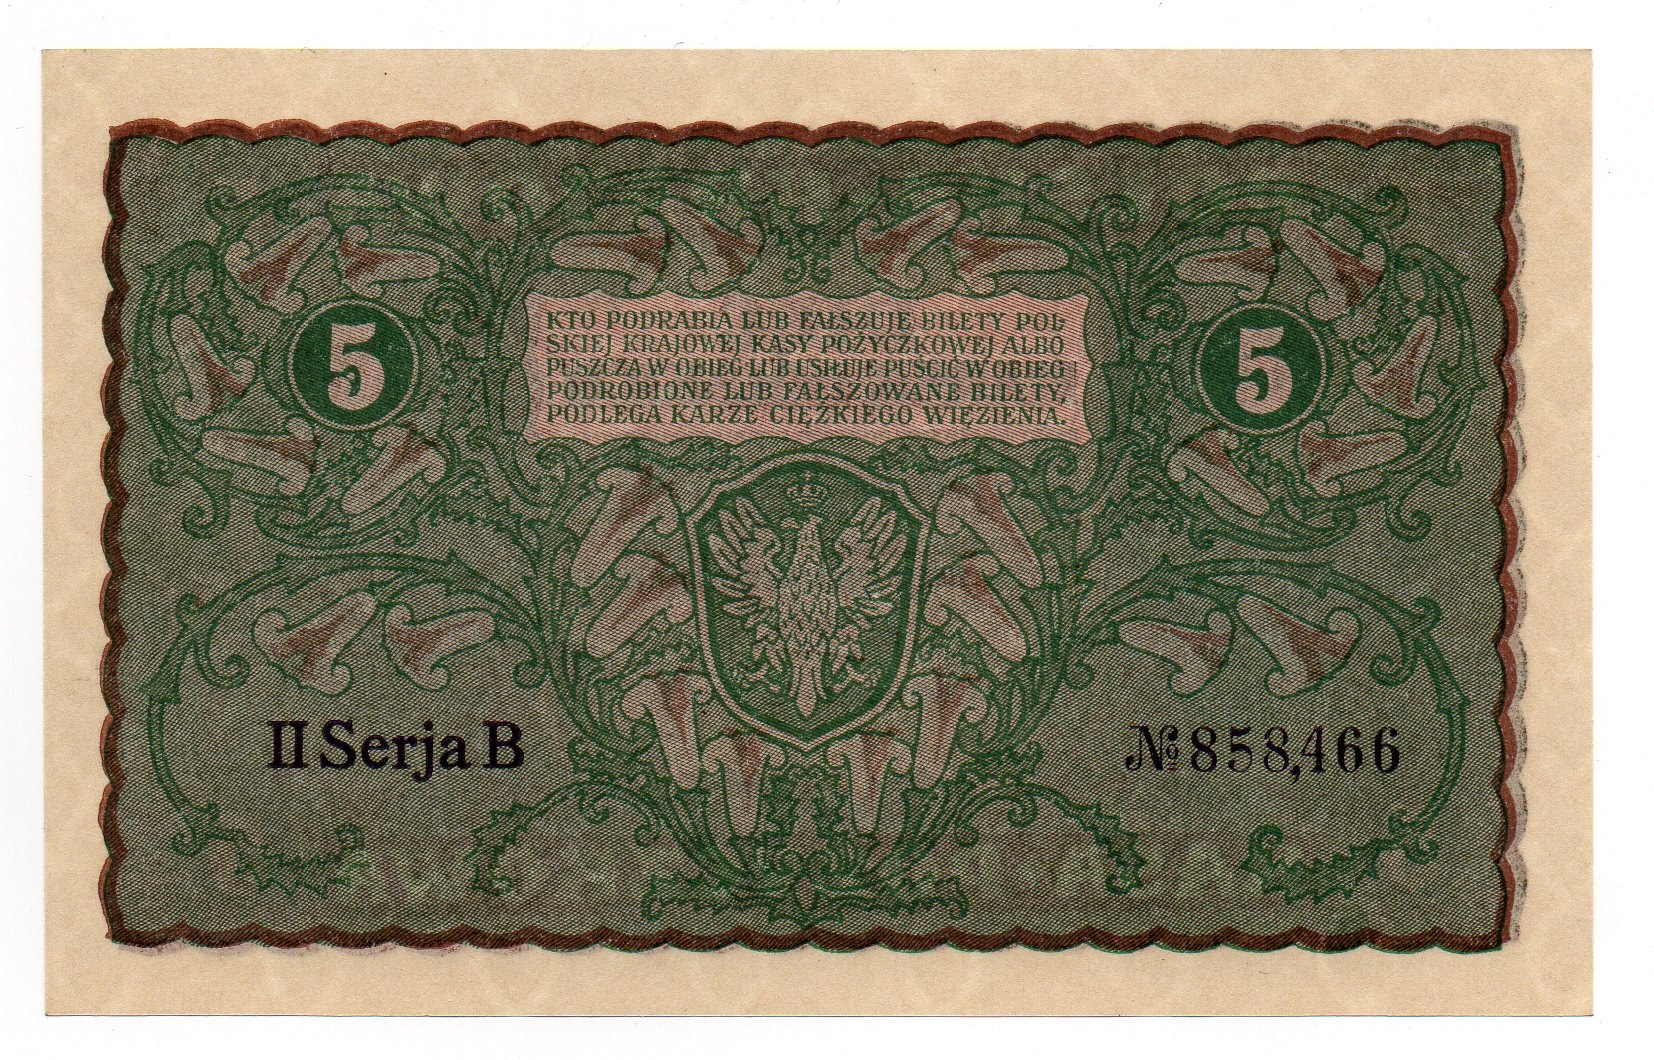 KTO PODRABIA LUB FAŁSZUJE BILETY POL-
SKIEJ KRAJOWEJ KASY POŻYCZKOWEJ ALBO
PUSZCZA W OBIEG LUB USIŁUJE PUŚCIĆ W OBIEG
PODROBIONE LUB FAŁSZOWANE BILETY,
PODLEGA KARZE CIĘŻKIEGO WIĘZIENIA.
5
5
II Serja B
№ 858,466